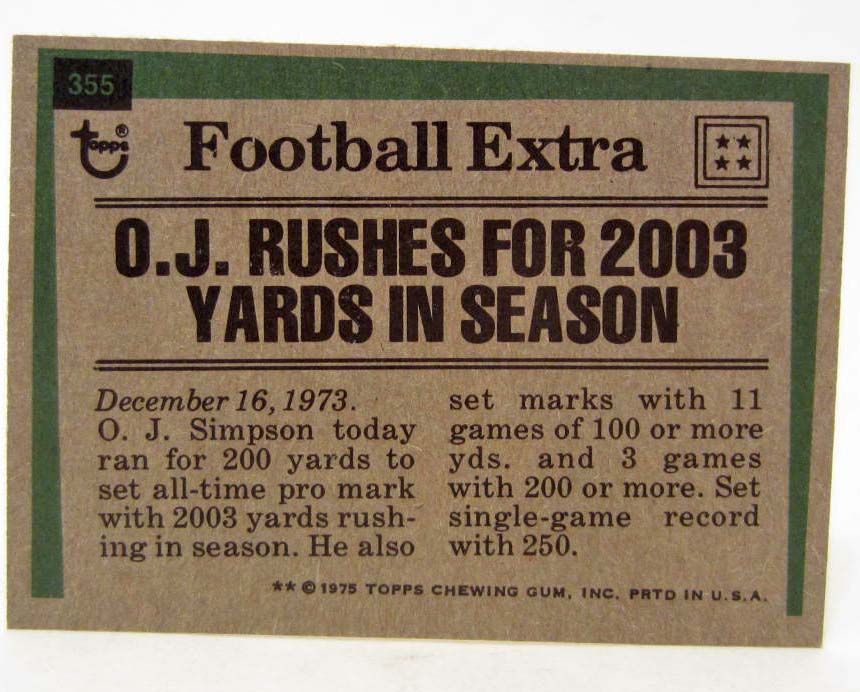 355
topps®
Football Extra
O.J. RUSHES FOR 2003
YARDS IN SEASON
December 16, 1973.
O. J. Simpson today
ran for 200 yards to
set all-time pro mark
with 2003 yards rush-
ing in season. He also
set marks with 11
games of 100 or more
yds. and 3 games
with 200 or more. Set
single-game record
with 250.
** © 1975 TOPPS CHEWING GUM, INC. PRTD IN U.S.A.